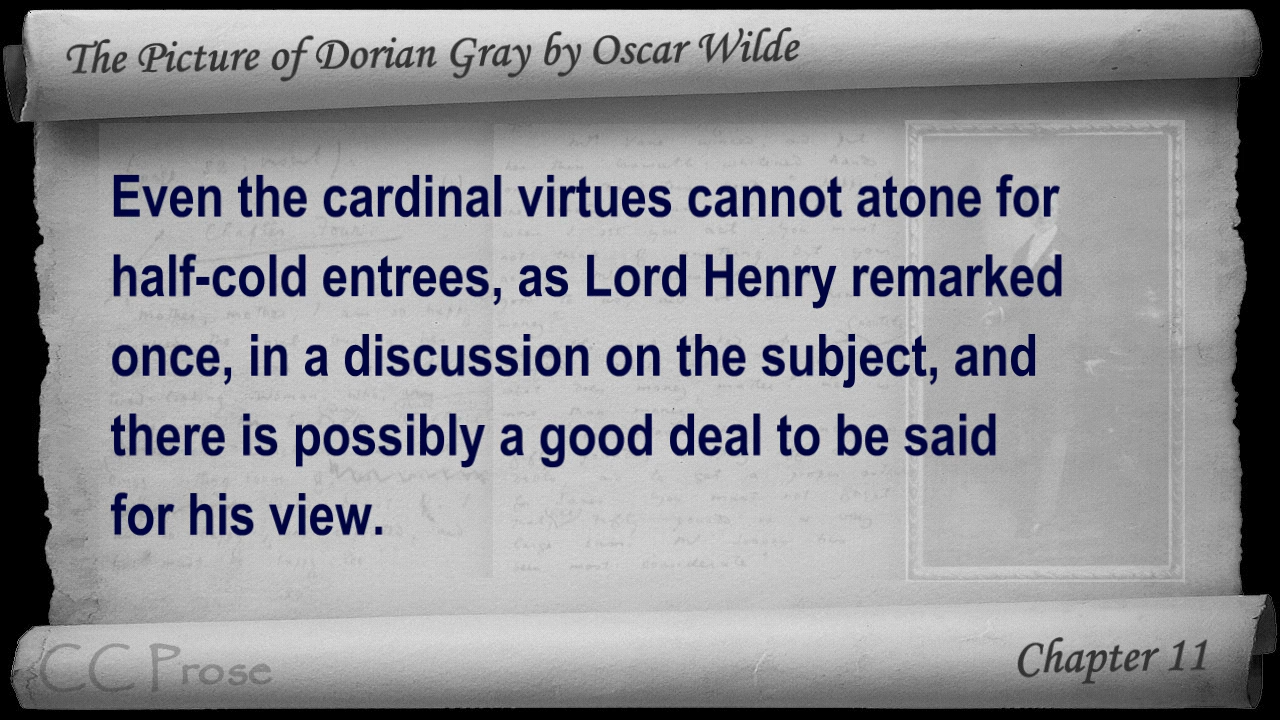 The Picture of Dorian Gray by Oscar Wilde
Even the cardinal virtues cannot atone for
half-cold entrees, as Lord Henry remarked
once, in a discussion on the subject, and
there is possibly a good deal to be said
for his view.
CC Prose
Chapter 11